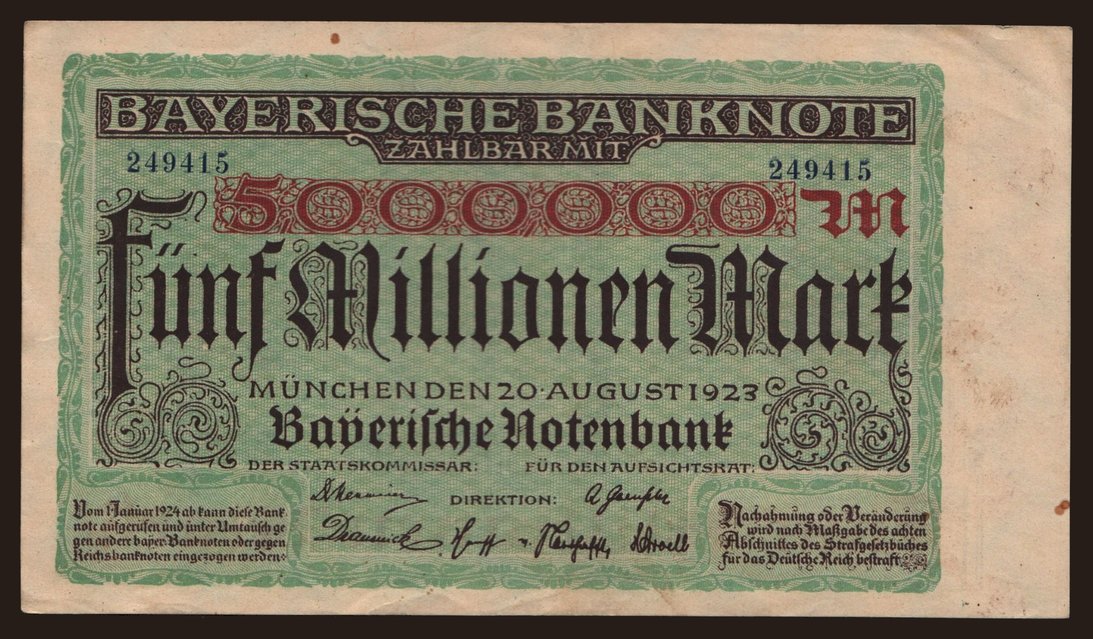 BAYERISCHE BANKNOTE
ZAHLBAR MIT
249415 249415
5,000,000 M
Fünf Millionen Mark
MÜNCHEN DEN 20·AUGUST 1923
Bayerische Notenbank
DER STAATSKOMMISSAR: FÜR DEN AUFSICHTSRAT:
DIREKTION:
Vom 1·Januar 1924 ab kann diese Bank
note aufgerufen und unter Umtausch ge
gen andere bayer·Banknoten oder gegen
Reichsbanknoten eingezogen werden·
Nachahmung oder Veränderung
wird nach Maßgabe des achten
Abschnittes des Strafgesetzbuches
für das Deutsche Reich bestraft